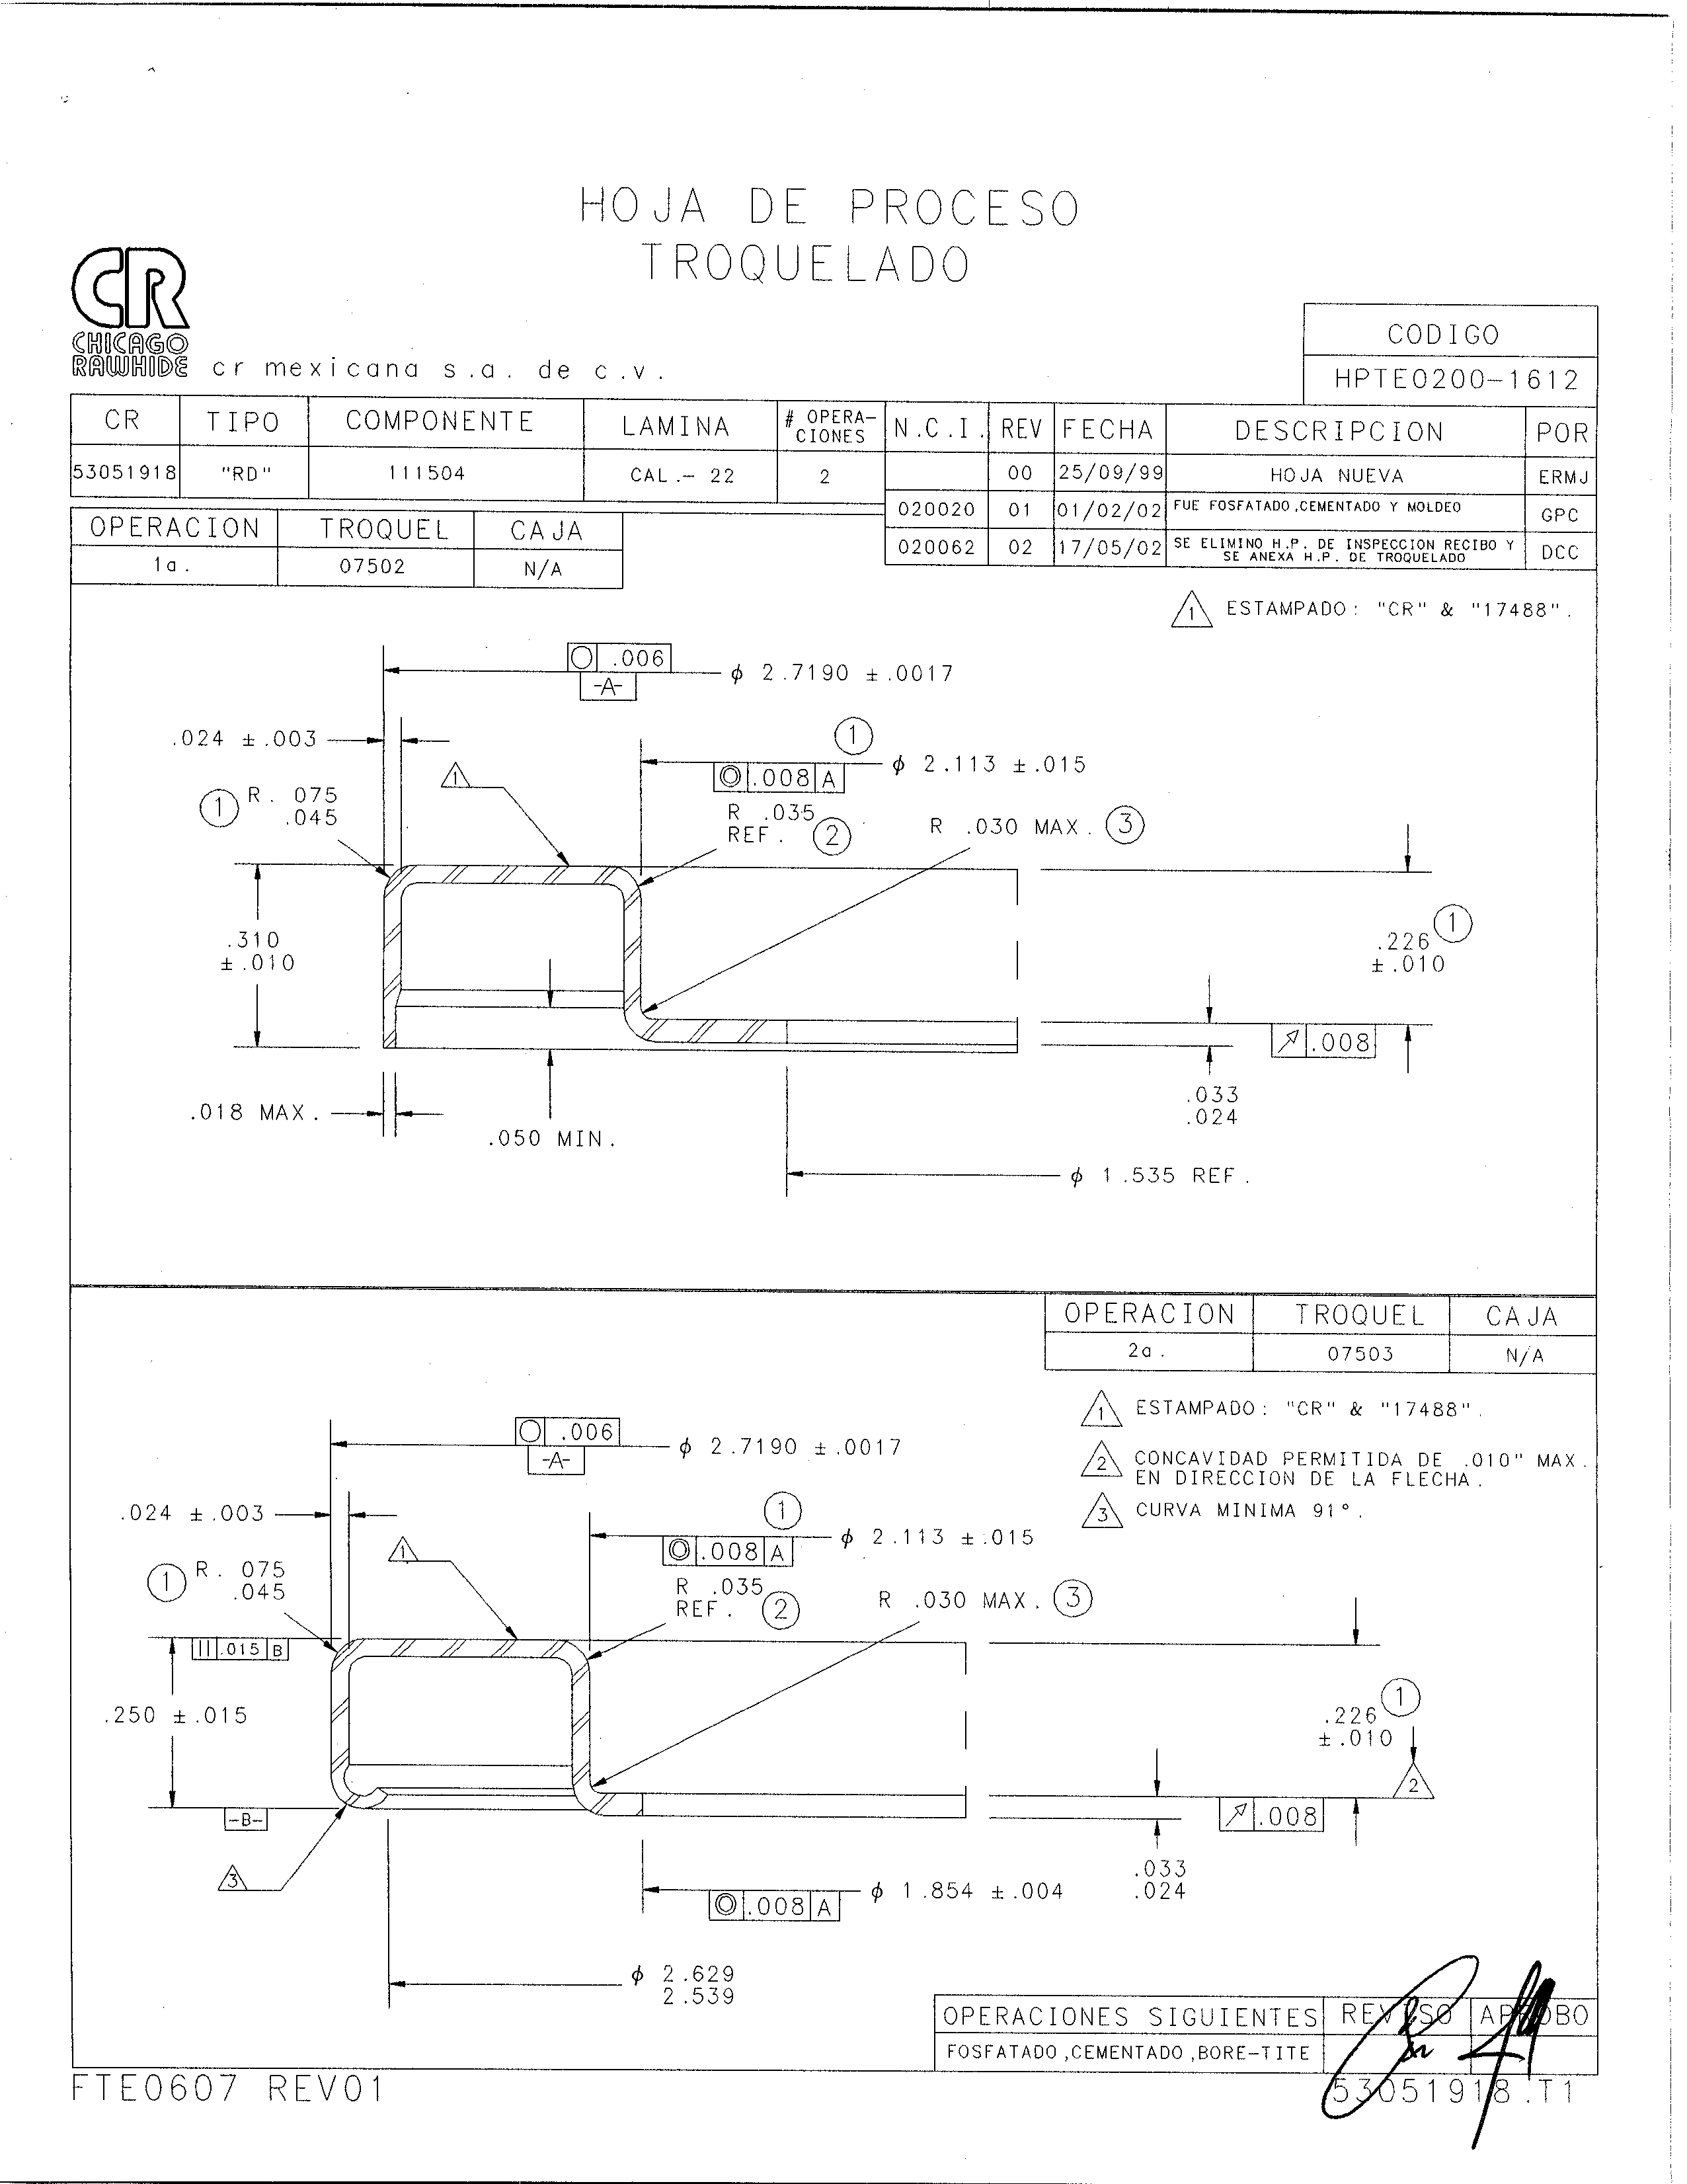 HOJA DE PROCESO
TROQUELADO
CR
CHICAGO
RAWHIDE
cr mexicana s.a. de c.v.
CODIGO
HPTE0200-1612
CR TIPO COMPONENTE LAMINA # OPERA-CIONES N.C.I. REV FECHA DESCRIPCION POR
53051918 "RD" 111504 CAL.- 22 2 00 25/09/99 HOJA NUEVA ERMJ
020020 01 01/02/02 FUE FOSFATADO,CEMENTADO Y MOLDEO GPC
020062 02 17/05/02 SE ELIMINO H.P. DE INSPECCION RECIBO Y
SE ANEXA H.P. DE TROQUELADO DCC
OPERACION TROQUEL CAJA
1a. 07502 N/A
1 ESTAMPADO: "CR" & "17488".
.006
-A-
φ 2.7190 ±.0017
.024 ±.003
1
.008 A
φ 2.113 ±.015
1
1 R. .075
.045
R .035
REF. 2
R .030 MAX. 3
.310
±.010
.226 1
±.010
.008
.033
.024
.018 MAX.
.050 MIN.
φ 1.535 REF.
OPERACION TROQUEL CAJA
2a. 07503 N/A
1 ESTAMPADO: "CR" & "17488".
2 CONCAVIDAD PERMITIDA DE .010" MAX.
EN DIRECCION DE LA FLECHA.
3 CURVA MINIMA 91°.
.006
-A-
φ 2.7190 ±.0017
.024 ±.003
1
.008 A
φ 2.113 ±.015
1
1 R. .075
.045
R .035
REF. 2
R .030 MAX. 3
.015 B
.250 ±.015
-B-
3
.226 1
±.010
2
.008
.033
.024
.008 A
φ 1.854 ±.004
φ 2.629
2.539
OPERACIONES SIGUIENTES REVISO APROBO
FOSFATADO,CEMENTADO,BORE-TITE
FTE0607 REV01
53051918.T1